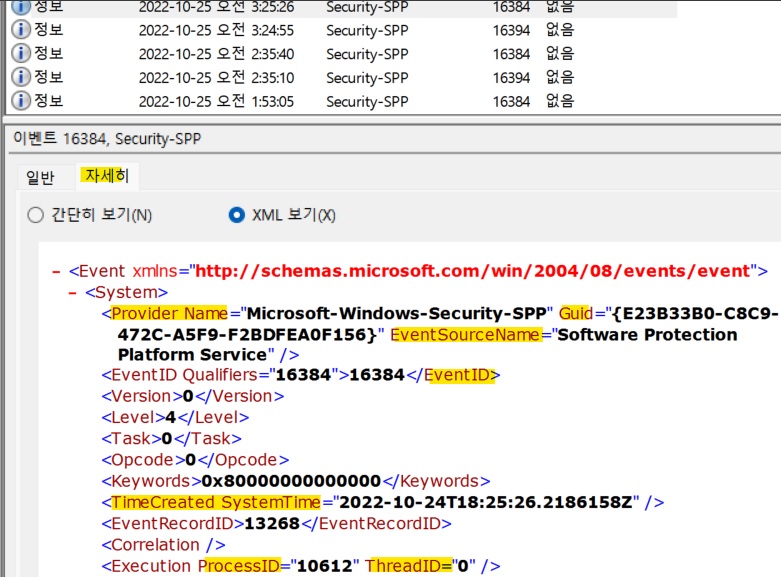 정보 2022-10-25 오전 3:25:26 Security-SPP 16384 없음
정보 2022-10-25 오전 3:24:55 Security-SPP 16394 없음
정보 2022-10-25 오전 2:35:40 Security-SPP 16384 없음
정보 2022-10-25 오전 2:35:10 Security-SPP 16394 없음
정보 2022-10-25 오전 1:53:05 Security-SPP 16384 없음
이벤트 16384, Security-SPP
일반 자세히
간단히 보기(N) XML 보기(X)
- <Event xmlns="http://schemas.microsoft.com/win/2004/08/events/event">
- <System>
<Provider Name="Microsoft-Windows-Security-SPP" Guid="{E23B33B0-C8C9-
472C-A5F9-F2BDFEA0F156}" EventSourceName="Software Protection
Platform Service" />
<EventID Qualifiers="16384">16384</EventID>
<Version>0</Version>
<Level>4</Level>
<Task>0</Task>
<Opcode>0</Opcode>
<Keywords>0x80000000000000</Keywords>
<TimeCreated SystemTime="2022-10-24T18:25:26.2186158Z" />
<EventRecordID>13268</EventRecordID>
<Correlation />
<Execution ProcessID="10612" ThreadID="0" />